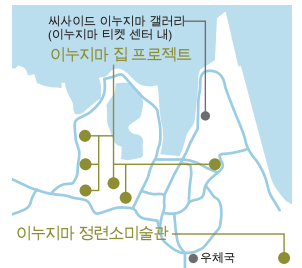 씨사이드 이누지마 갤러리
(이누지마 티켓 센터 내)
이누지마 집 프로젝트
이누지마 정련소미술관
우체국